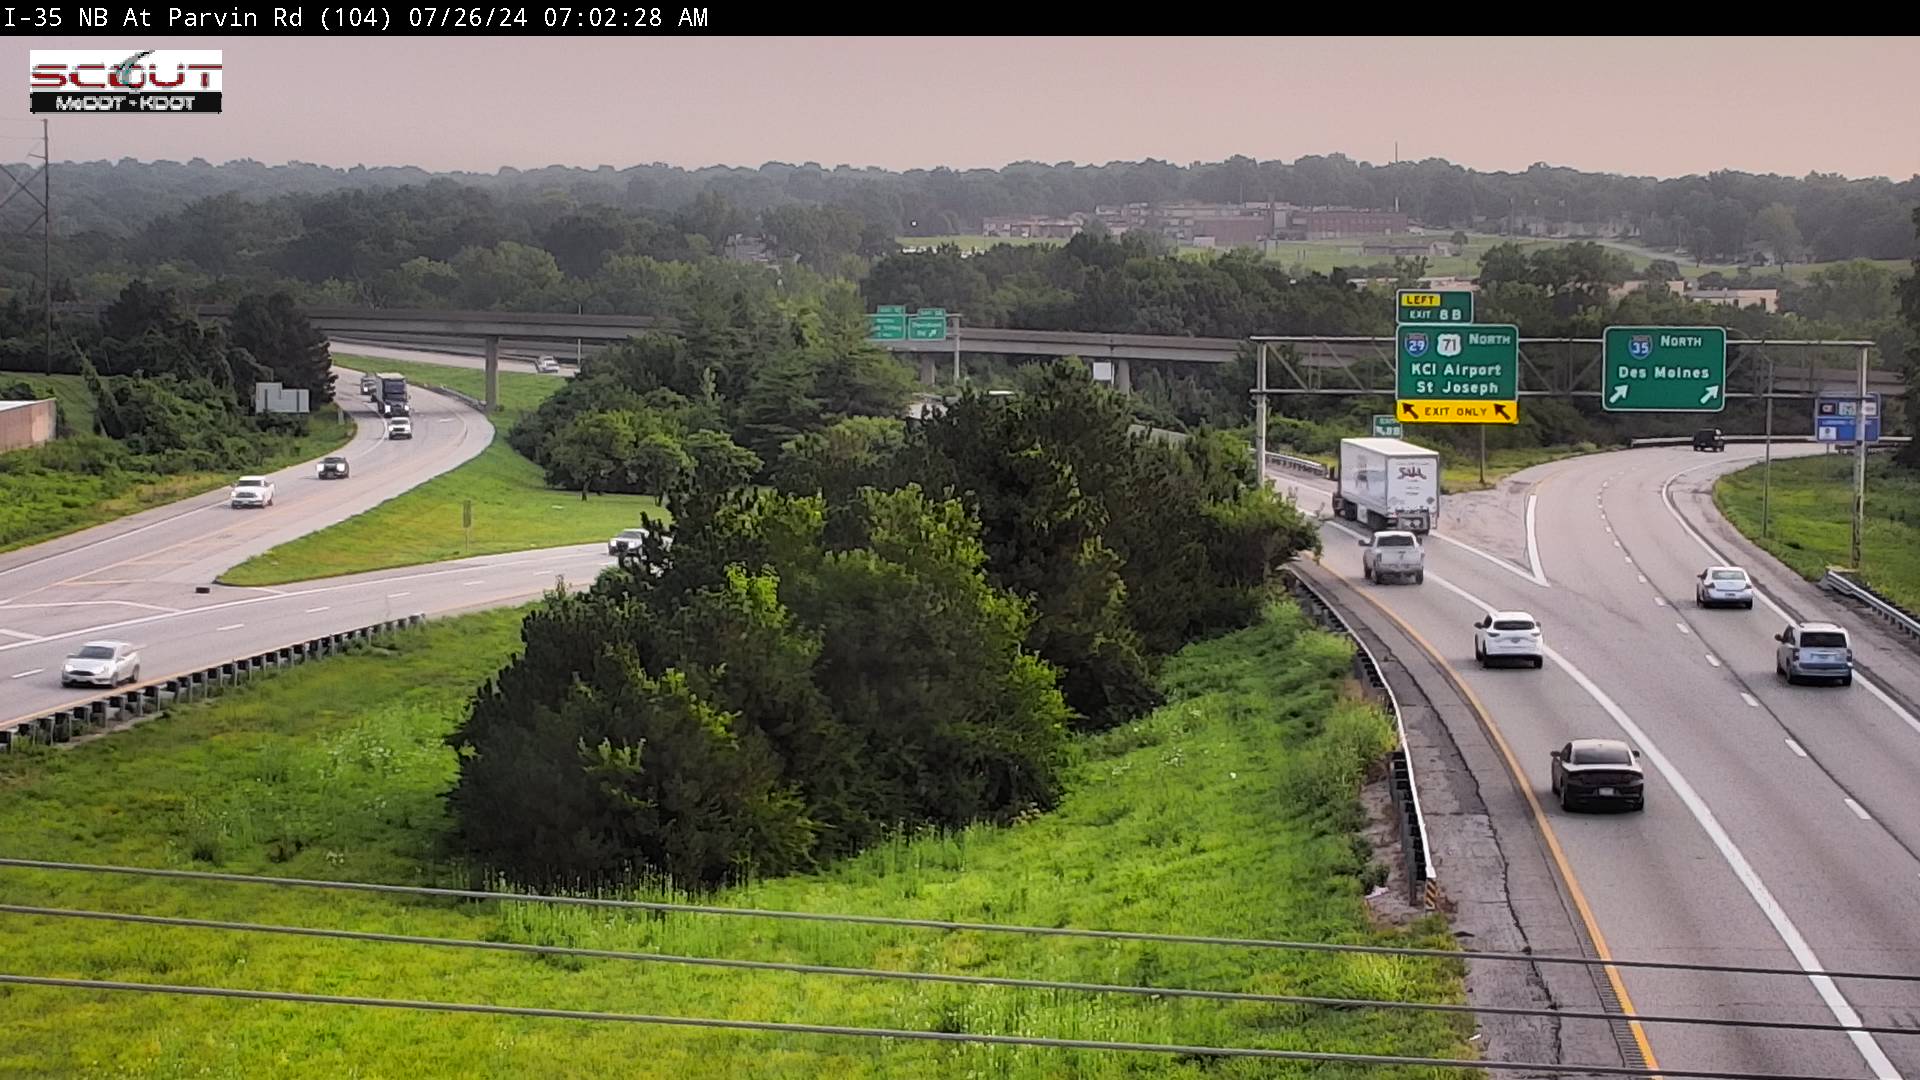 I-35 NB At Parvin Rd (104) 07/26/24 07:02:28 AM
SCOUT
MoDOT - KDOT
LEFT
EXIT 8B
29 71 NORTH
KCI Airport
St Joseph
EXIT ONLY
35 NORTH
Des Moines